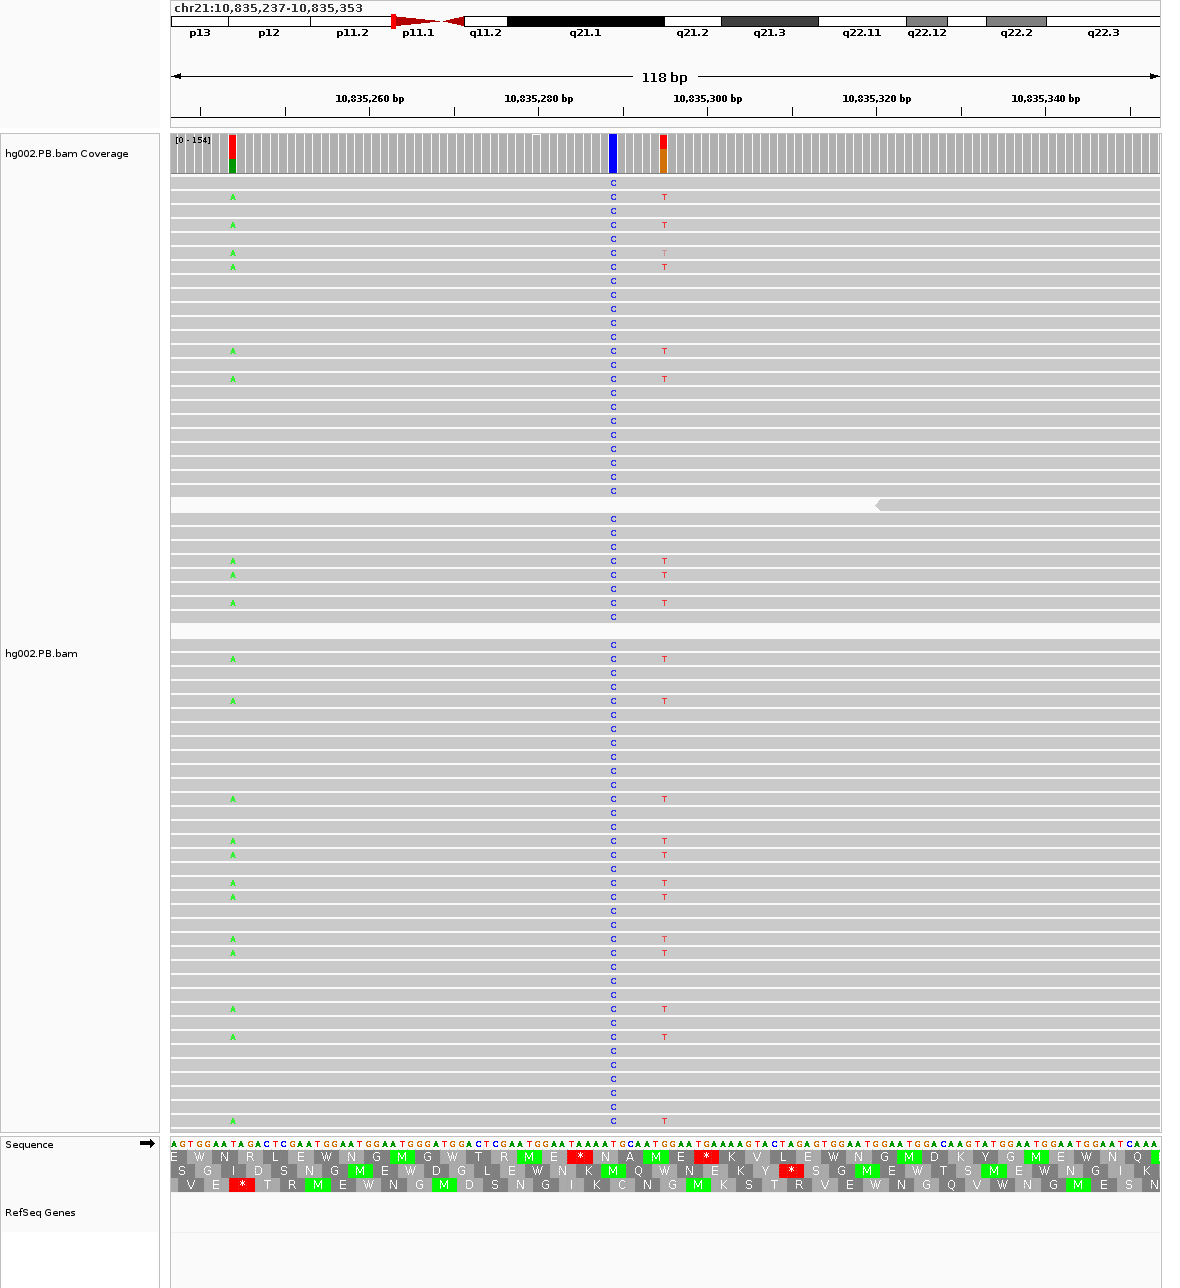 chr21:10,835,237-10,835,353
p13 p12 p11.2 p11.1 q11.2 q21.1 q21.2 q21.3 q22.11 q22.12 q22.2 q22.3
118 bp
10,835,260 bp 10,835,280 bp 10,835,300 bp 10,835,320 bp 10,835,340 bp
hg002.PB.bam Coverage [0 - 154]
C
A C T
C
A C T
C
A C T
A C T
C
C
C
C
C
A C T
C
A C T
C
C
C
C
C
C
C
C
C
C
C
A C T
A C T
C
A C T
C
C
hg002.PB.bam
A C T
C
C
A C T
C
C
C
C
C
C
A C T
C
C
A C T
A C T
C
A C T
A C T
C
C
A C T
A C T
C
C
C
A C T
C
A C T
C
C
C
C
C
A C T
Sequence AGTGGAATAGACTCGAATGGAATGGAATGGGATGGACTCGAATGGAATAAAATGCAATGGAATGAAAAGTACTAGAGTGGAATGGAATGGACAAGTATGGAATGGAATGGAATCAAA
E W N R L E W N G M G W T R M E * N A M E * K V L E W N G M D K Y G M E W N Q
S G I D S N G M E W D G L E W N K M Q W N E K Y * S G M E W T S M E W N G I K
V E * T R M E W N G M D S N G I K C N G M K S T R V E W N G Q V W N G M E S N
RefSeq Genes